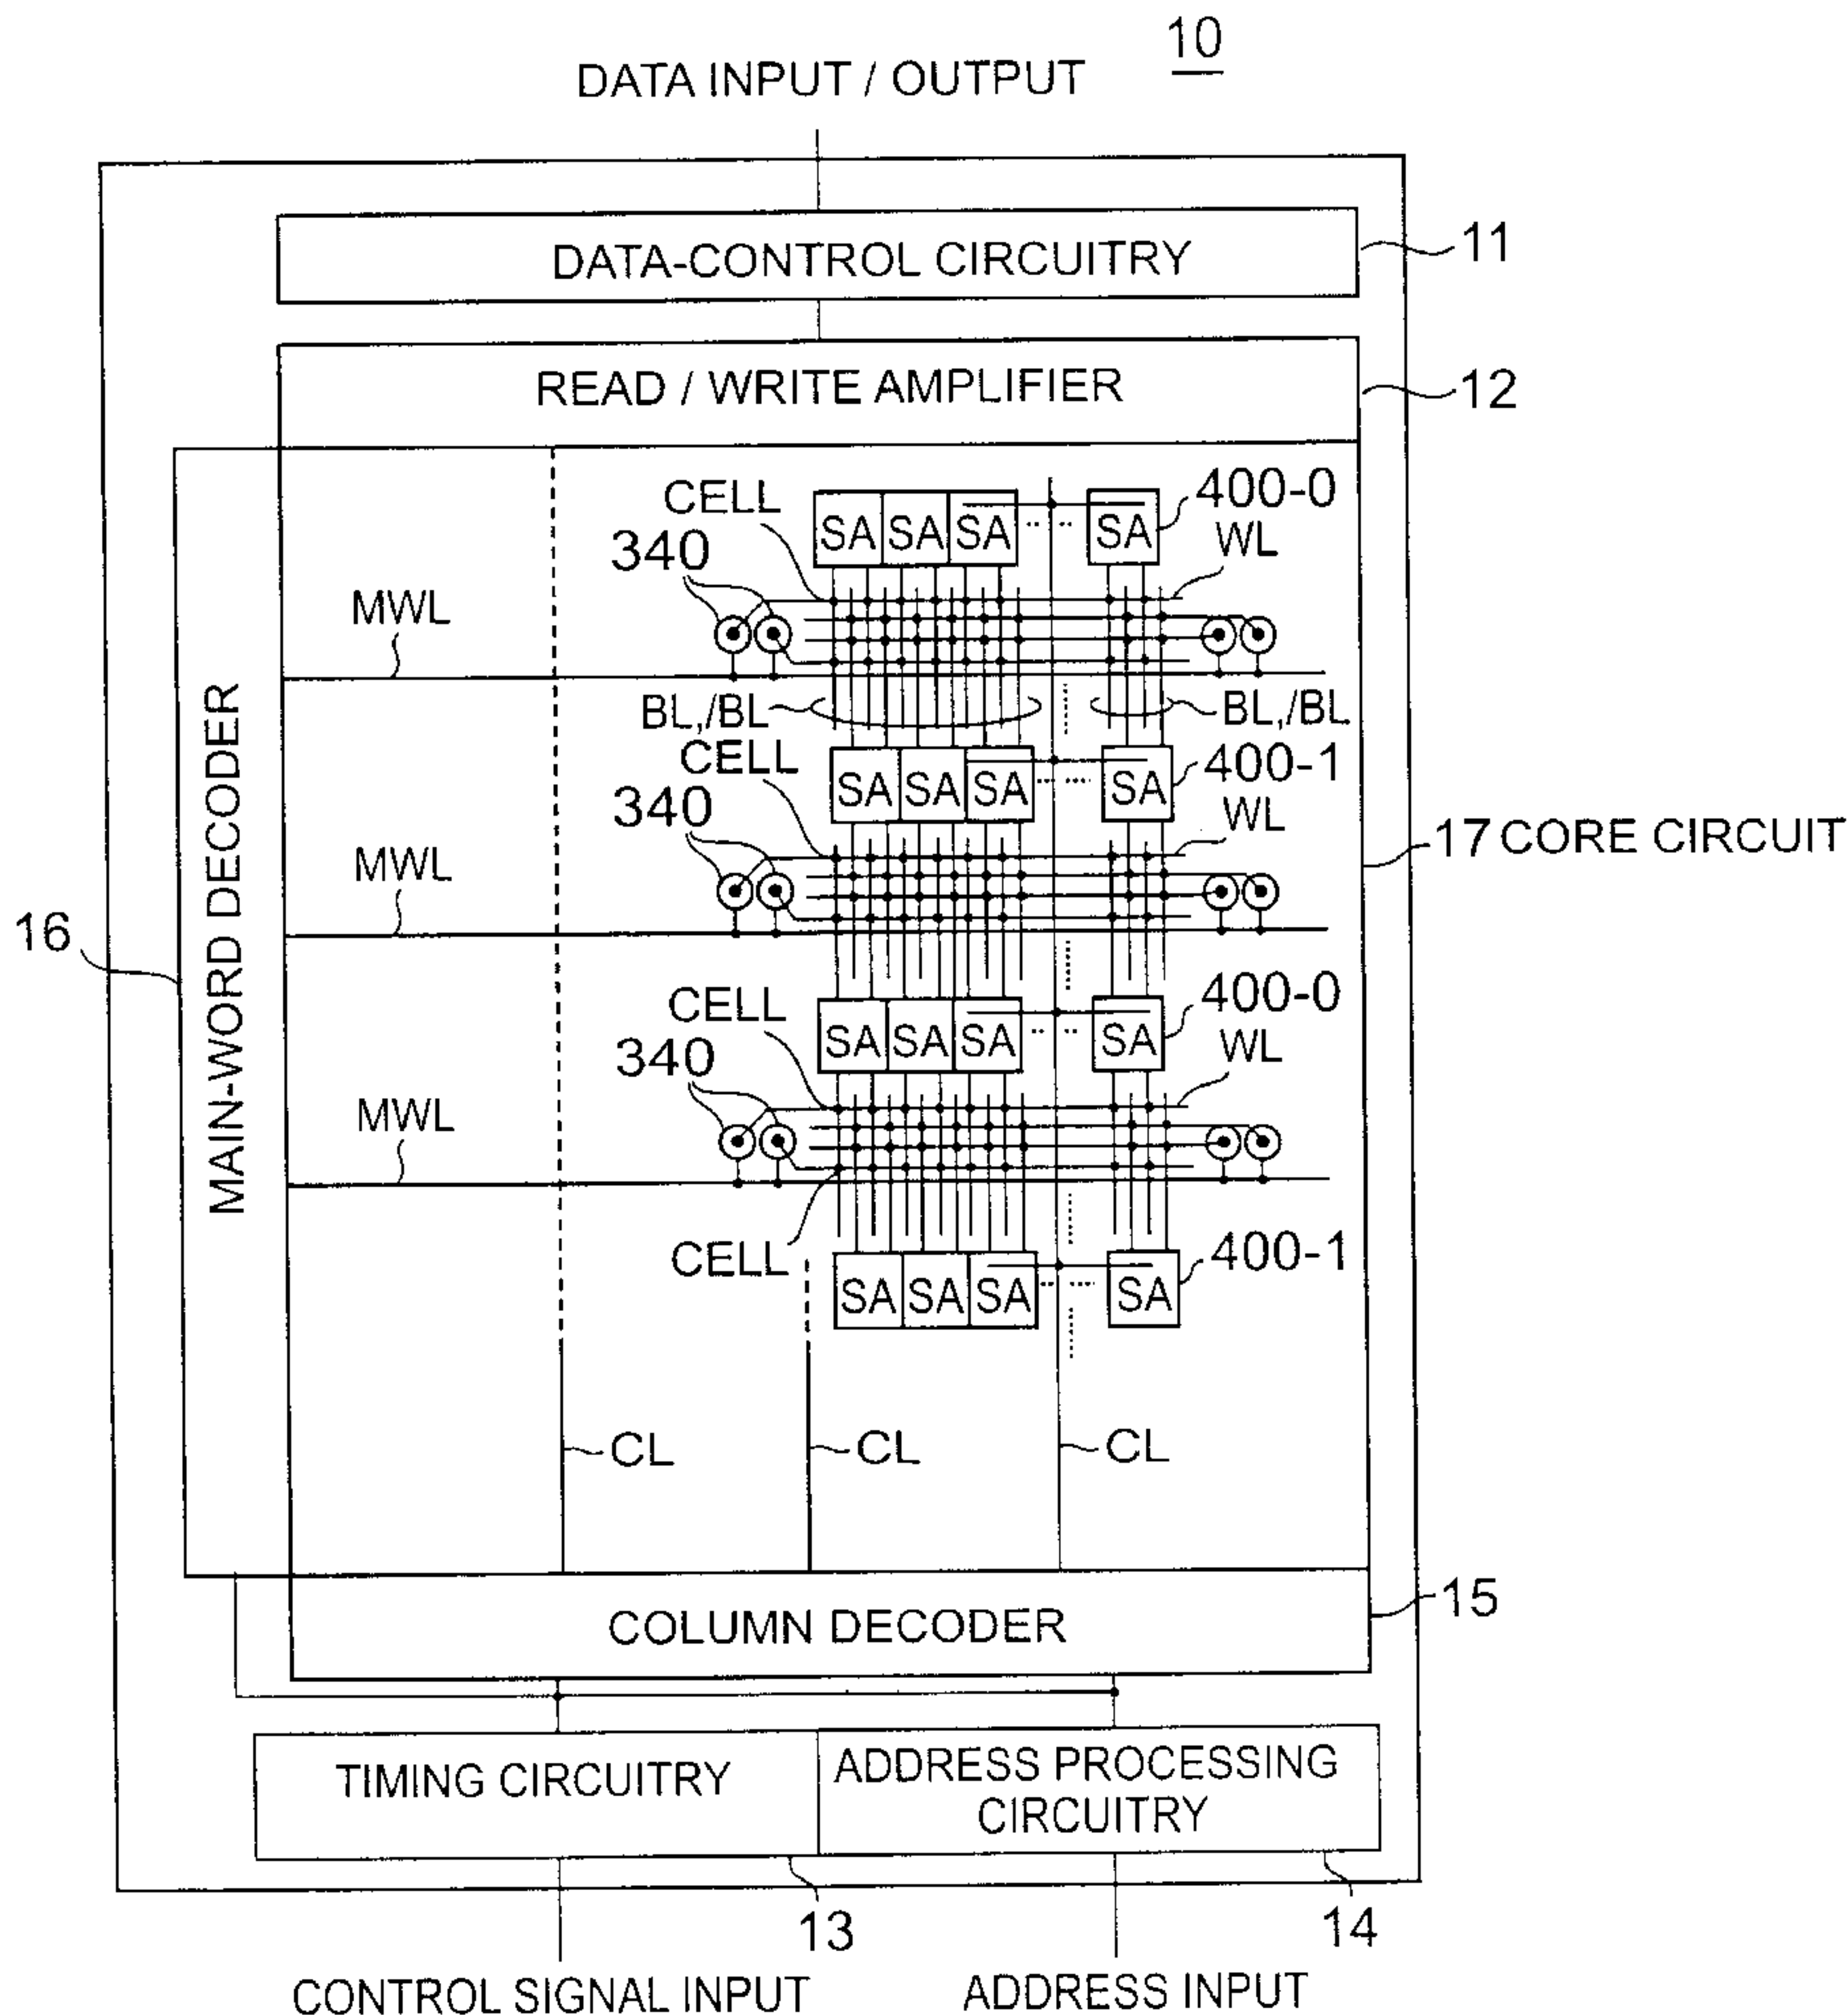 10
DATA INPUT / OUTPUT
DATA-CONTROL CIRCUITRY
11
READ / WRITE AMPLIFIER
12
CELL
SA SA SA SA
400-0
WL
340
MWL
BL,/BL
BL,/BL
CELL
SA SA SA SA
400-1
WL
340
MWL
17 CORE CIRCUIT
MAIN-WORD DECODER
16
CELL
SA SA SA SA
400-0
WL
340
MWL
CELL
SA SA SA SA
400-1
CL
CL
CL
COLUMN DECODER
15
TIMING CIRCUITRY
ADDRESS PROCESSING
CIRCUITRY
13
14
CONTROL SIGNAL INPUT
ADDRESS INPUT